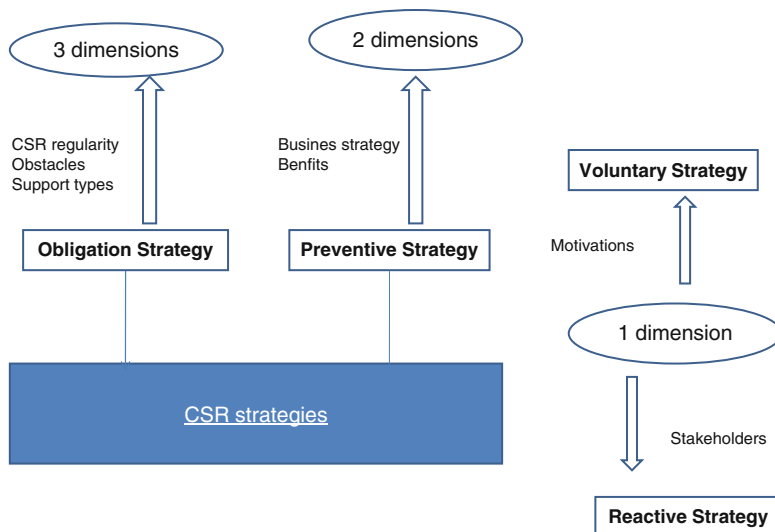 3 dimensions
2 dimensions
CSR regularity
Obstacles
Support types
Busines strategy
Benfits
Voluntary Strategy
Obligation Strategy
Preventive Strategy
Motivations
1 dimension
CSR strategies
Stakeholders
Reactive Strategy